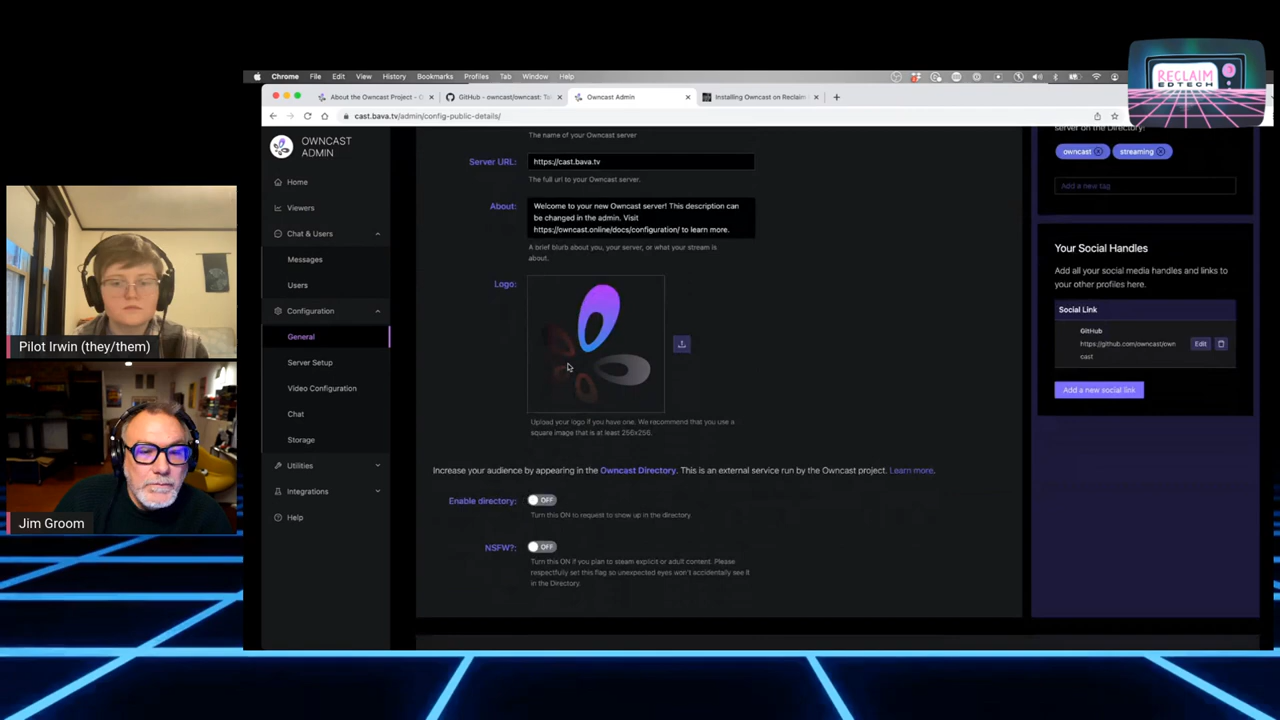 Chrome File Edit View History Bookmarks Profiles Tab Window Help
RECLAIM
EDTECH
About the Owncast Project - O
GitHub - owncast/owncast: Ta
Owncast Admin
Installing Owncast on Reclaim
cast.bava.tv/admin/config-public-details/
OWNCAST
ADMIN
Home
Viewers
Chat & Users
Messages
Users
Configuration
General
Server Setup
Video Configuration
Chat
Storage
Utilities
Integrations
Help
The name of your Owncast server
Server URL: https://cast.bava.tv
The full url to your Owncast server.
About: Welcome to your new Owncast server! This description can
be changed in the admin. Visit
https://owncast.online/docs/configuration/ to learn more.
A brief blurb about you, your server, or what your stream is
about.
Logo:
Upload your logo if you have one. We recommend that you use a
square image that is at least 256x256.
Increase your audience by appearing in the Owncast Directory. This is an external service run by the Owncast project. Learn more.
Enable directory: OFF
Turn this ON to request to show up in the directory.
NSFW?: OFF
Turn this ON if you plan to steam explicit or adult content. Please
respectfully set this flag so unexpected eyes won't accidentally see it
in the Directory.
server on the Directory:
owncast streaming
Add a new tag
Your Social Handles
Add all your social media handles and links to
your other profiles here.
Social Link
GitHub
https://github.com/owncast/own
cast
Edit
Add a new social link
Pilot Irwin (they/them)
Jim Groom